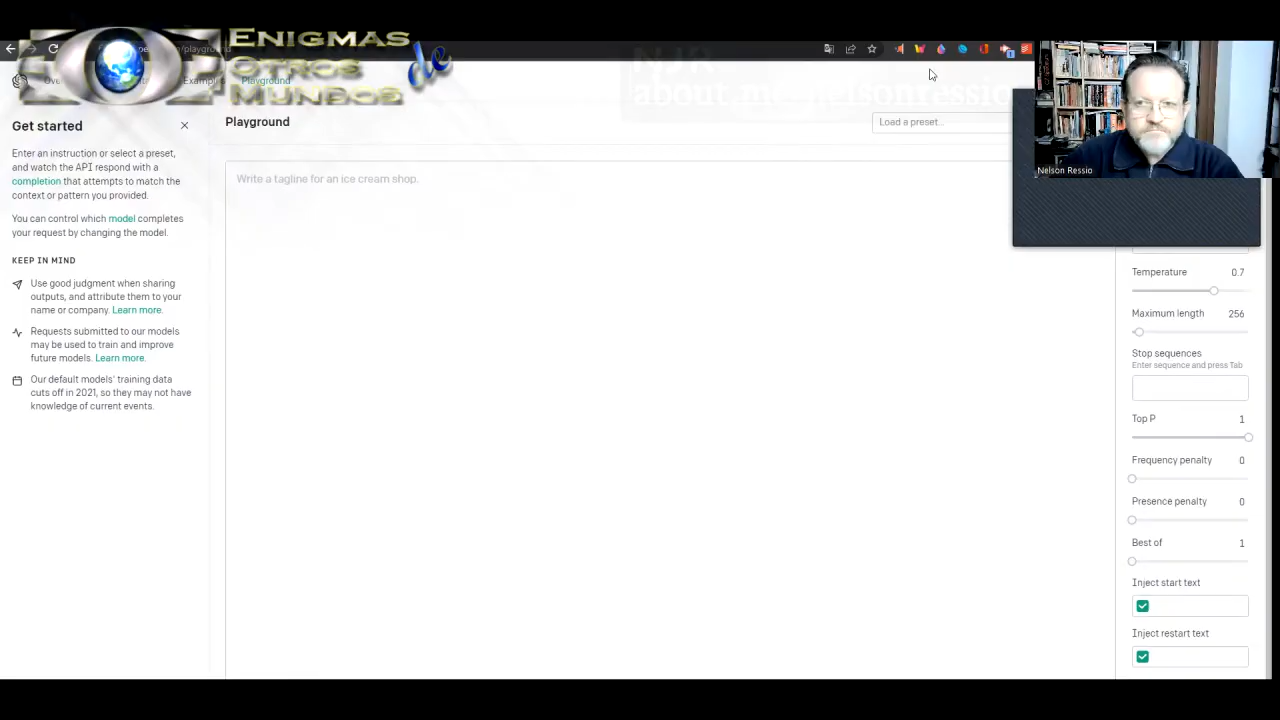 ENIGMAS
OTROS de
MUNDOS
/playground
Playground
about.me
Get started
Playground
Load a preset...
Enter an instruction or select a preset,
and watch the API respond with a
completion that attempts to match the
context or pattern you provided.
You can control which model completes
your request by changing the model.
KEEP IN MIND
Use good judgment when sharing
outputs, and attribute them to your
name or company. Learn more.
Requests submitted to our models
may be used to train and improve
future models. Learn more.
Our default models' training data
cuts off in 2021, so they may not have
knowledge of current events.
Write a tagline for an ice cream shop.
Nelson Ressio
Temperature 0.7
Maximum length 256
Stop sequences
Enter sequence and press Tab
Top P 1
Frequency penalty 0
Presence penalty 0
Best of 1
Inject start text
Inject restart text